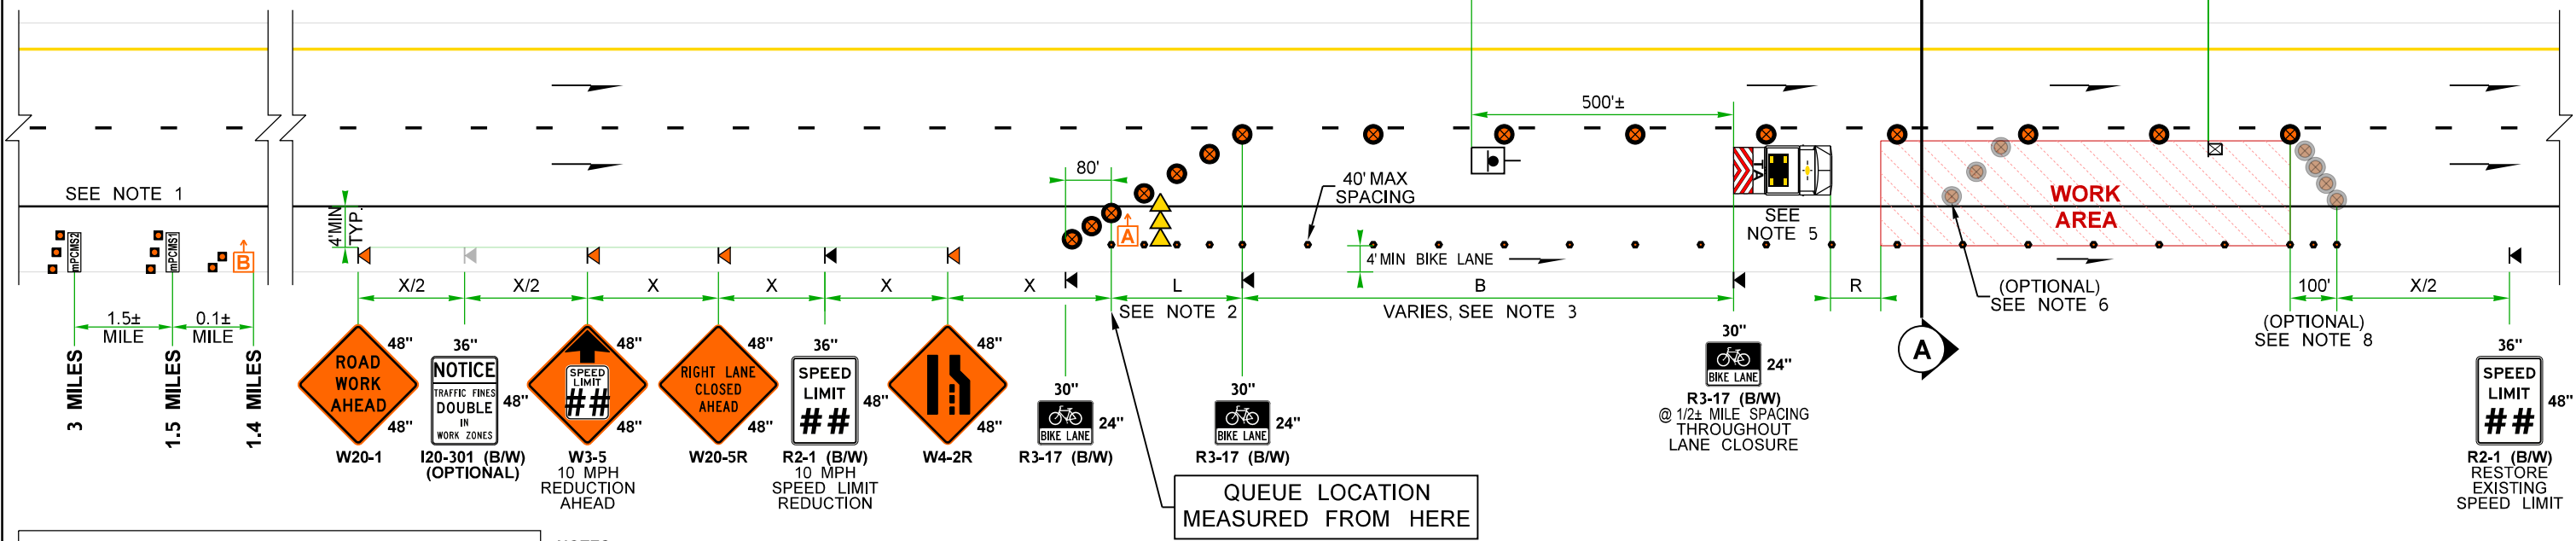 500'±
SEE NOTE 1
mPCMS2
mPCMS1
B
1.5±
MILE
0.1±
MILE
3 MILES
1.5 MILES
1.4 MILES
4' MIN
TYP.
80'
A
40' MAX
SPACING
4' MIN BIKE LANE
SEE
NOTE 5
WORK
AREA
X/2
X/2
X
X
X
X
L
SEE NOTE 2
B
VARIES, SEE NOTE 3
R
(OPTIONAL)
SEE NOTE 6
100'
X/2
(OPTIONAL)
SEE NOTE 8
A
ROAD
WORK
AHEAD
48"
48"
W20-1
36"
NOTICE
TRAFFIC FINES
DOUBLE
IN
WORK ZONES
48"
I20-301 (B/W)
(OPTIONAL)
SPEED
LIMIT
##
48"
48"
W3-5
10 MPH
REDUCTION
AHEAD
RIGHT LANE
CLOSED
AHEAD
48"
48"
W20-5R
36"
SPEED
LIMIT
##
48"
R2-1 (B/W)
10 MPH
SPEED LIMIT
REDUCTION
48"
48"
W4-2R
30"
BIKE LANE
24"
R3-17 (B/W)
30"
BIKE LANE
24"
R3-17 (B/W)
QUEUE LOCATION
MEASURED FROM HERE
30"
BIKE LANE
24"
R3-17 (B/W)
@ 1/2± MILE SPACING
THROUGHOUT
LANE CLOSURE
36"
SPEED
LIMIT
##
48"
R2-1 (B/W)
RESTORE
EXISTING
SPEED LIMIT